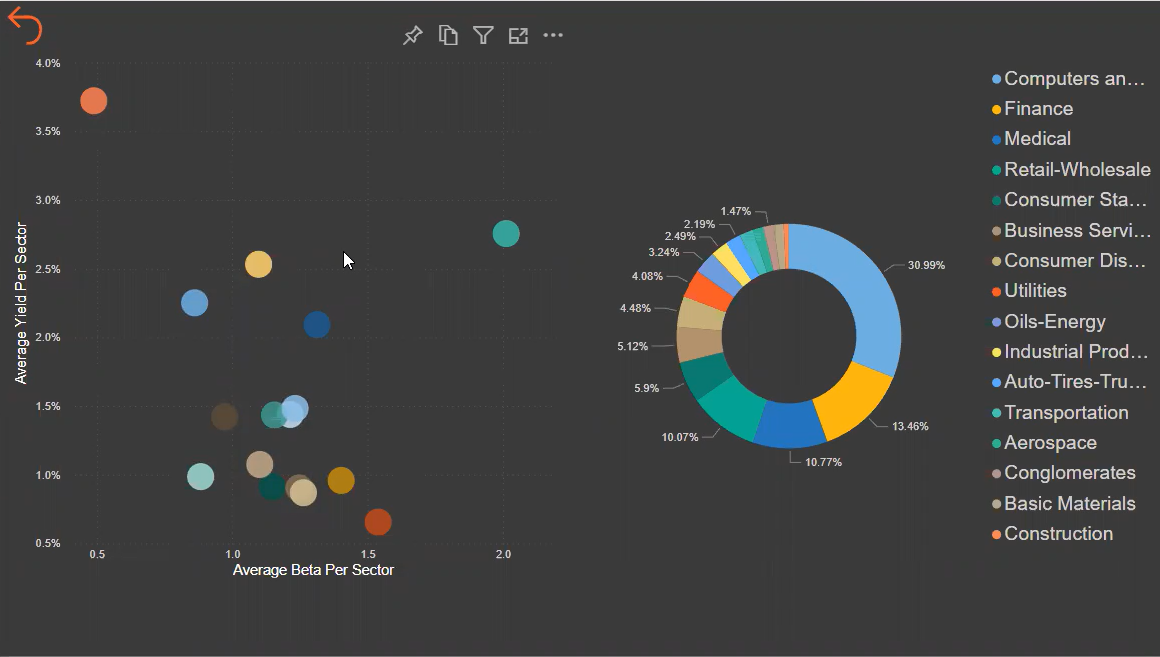 4.0%
3.5%
3.0%
2.5%
2.0%
1.5%
1.0%
0.5%
Average Yield Per Sector
0.5 1.0 1.5 2.0
Average Beta Per Sector
1.47%
2.19%
2.49%
3.24%
4.08%
4.48%
5.12%
5.9%
10.07%
10.77%
13.46%
30.99%
Computers an...
Finance
Medical
Retail-Wholesale
Consumer Sta...
Business Servi...
Consumer Dis...
Utilities
Oils-Energy
Industrial Prod...
Auto-Tires-Tru...
Transportation
Aerospace
Conglomerates
Basic Materials
Construction